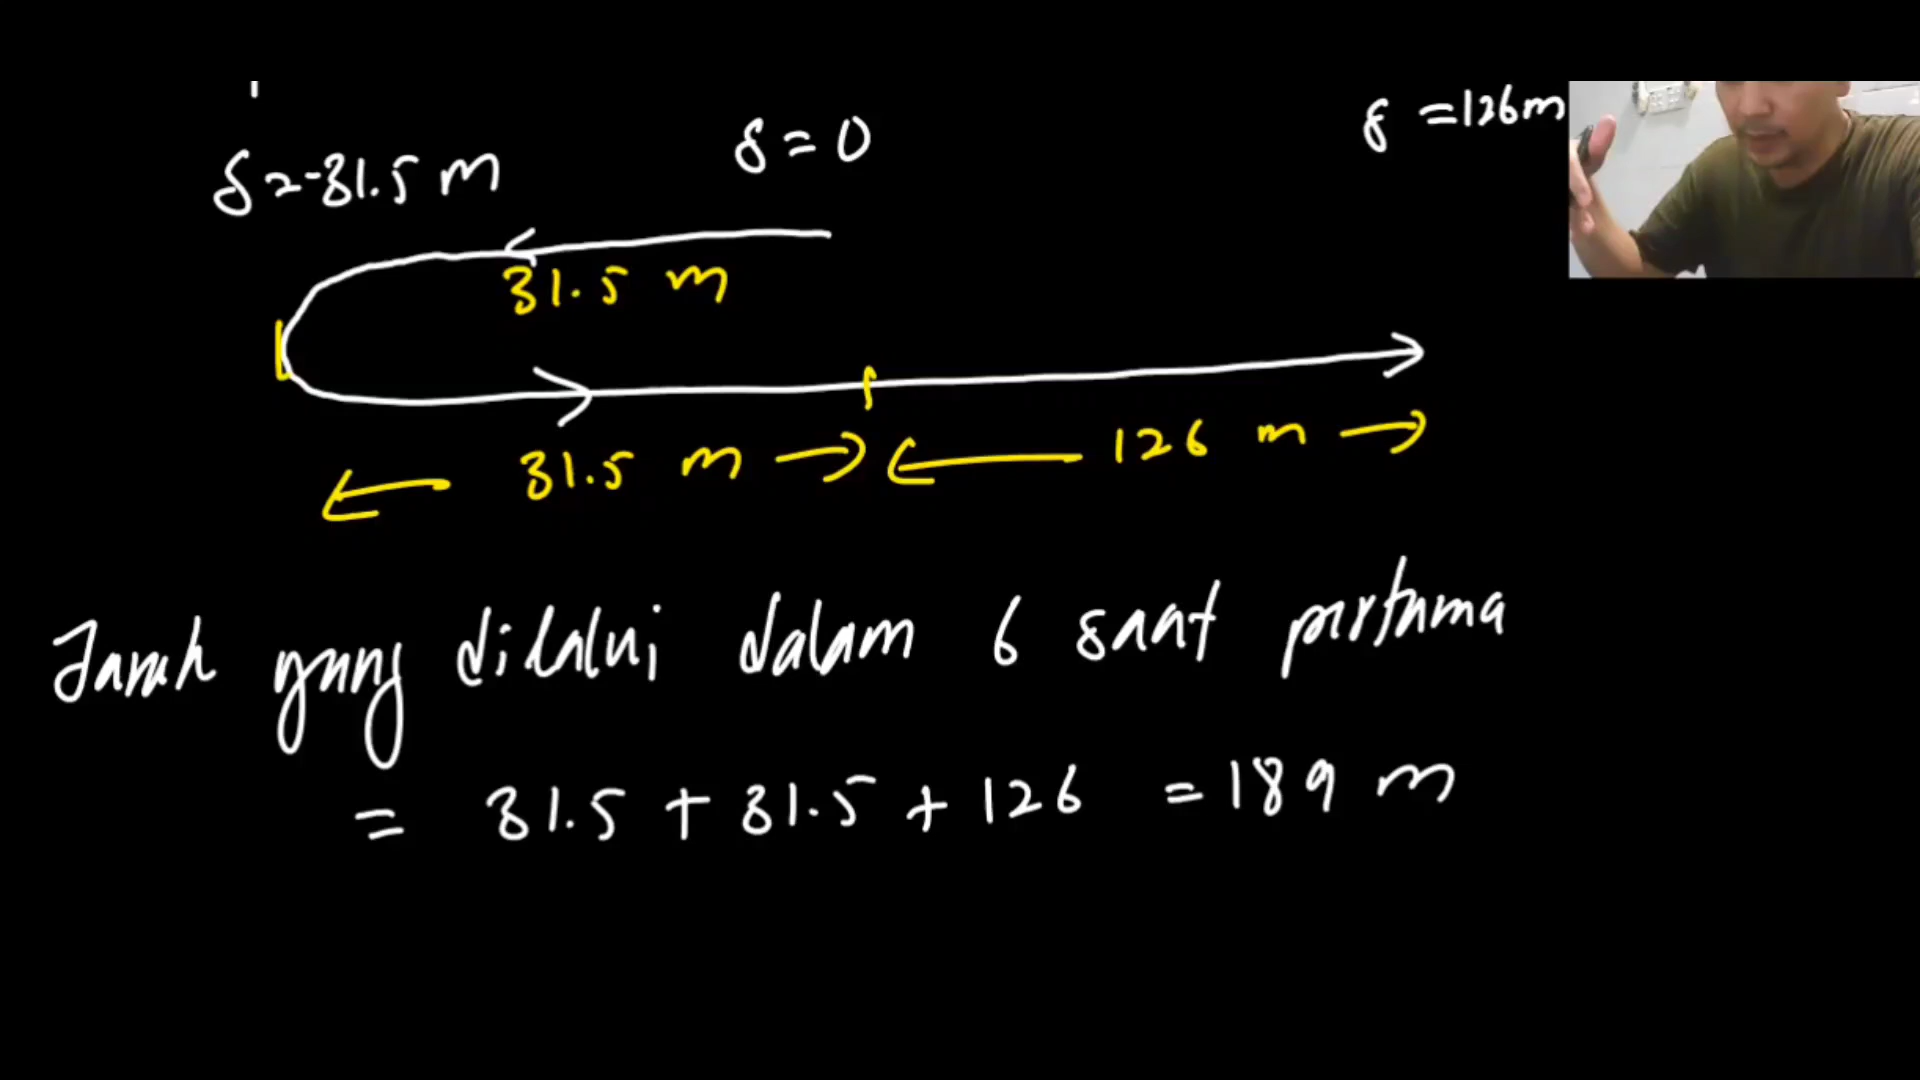 s = -31.5 m
s = 0
s = 126 m
31.5 m
31.5 m
126 m
Jarak yang dilalui dalam 6 saat pertama
= 31.5 + 31.5 + 126 = 189 m